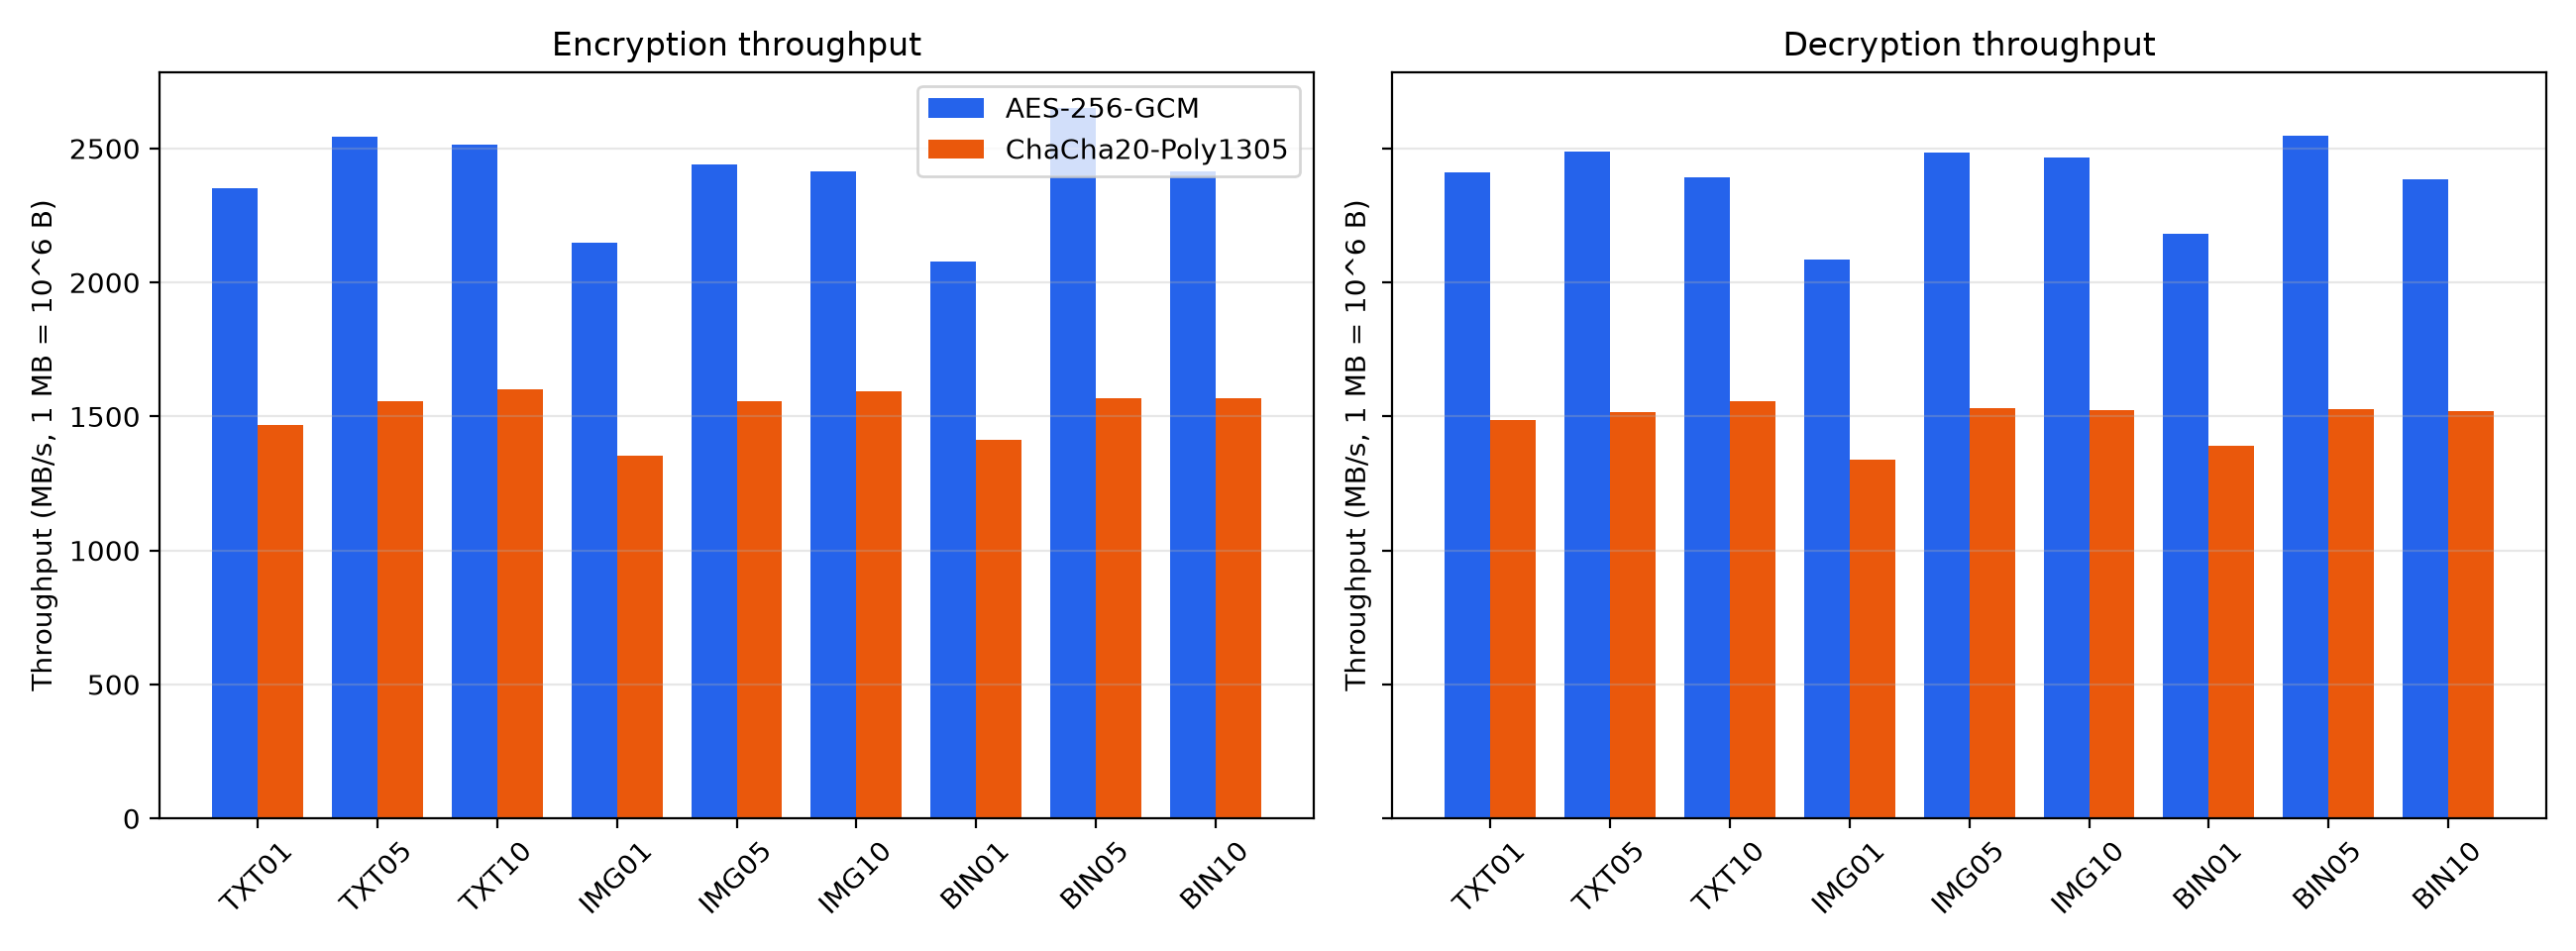 Encryption throughput
Throughput (MB/s, 1 MB = 10^6 B)
2500
2000
1500
1000
500
0
AES-256-GCM
ChaCha20-Poly1305
TXT01
TXT05
TXT10
IMG01
IMG05
IMG10
BIN01
BIN05
BIN10
Decryption throughput
Throughput (MB/s, 1 MB = 10^6 B)
TXT01
TXT05
TXT10
IMG01
IMG05
IMG10
BIN01
BIN05
BIN10